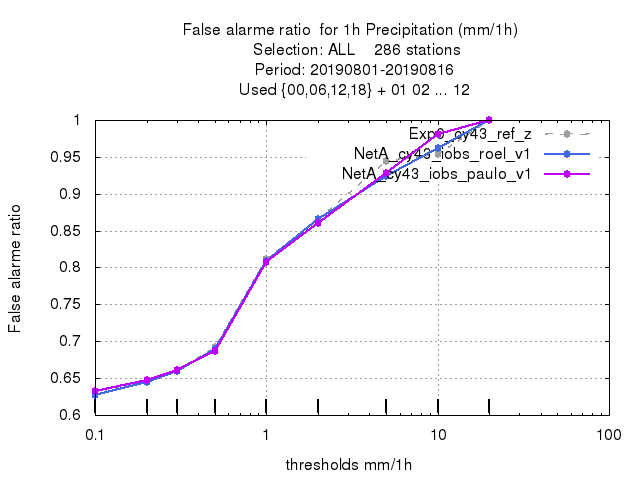 False alarme ratio  for 1h Precipitation (mm/1h)
Selection: ALL    286 stations
Period: 20190801-20190816
Used {00,06,12,18} + 01 02 ... 12
1
0.95
0.9
0.85
0.8
0.75
0.7
0.65
0.6
False alarme ratio
Exp0_cy43_ref_z
NetA_cy43_iobs_roel_v1
NetA_cy43_iobs_paulo_v1
0.1 1 10 100
thresholds mm/1h